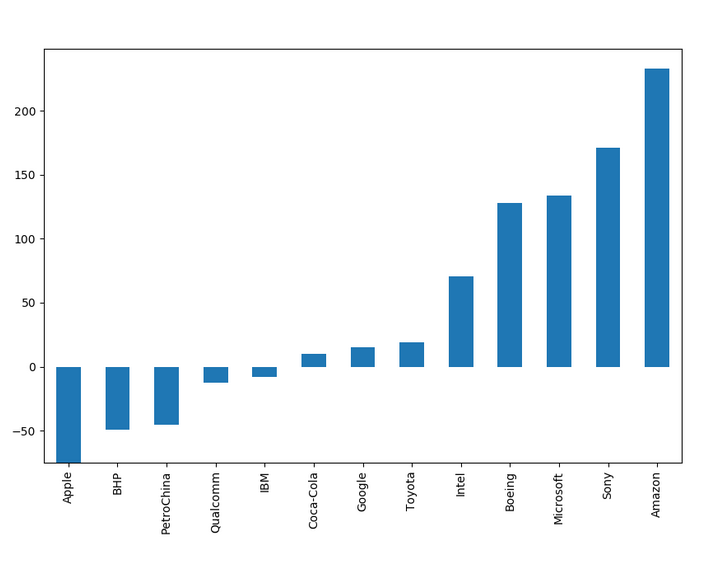 200
150
100
50
0
−50
Apple
BHP
PetroChina
Qualcomm
IBM
Coca-Cola
Google
Toyota
Intel
Boeing
Microsoft
Sony
Amazon